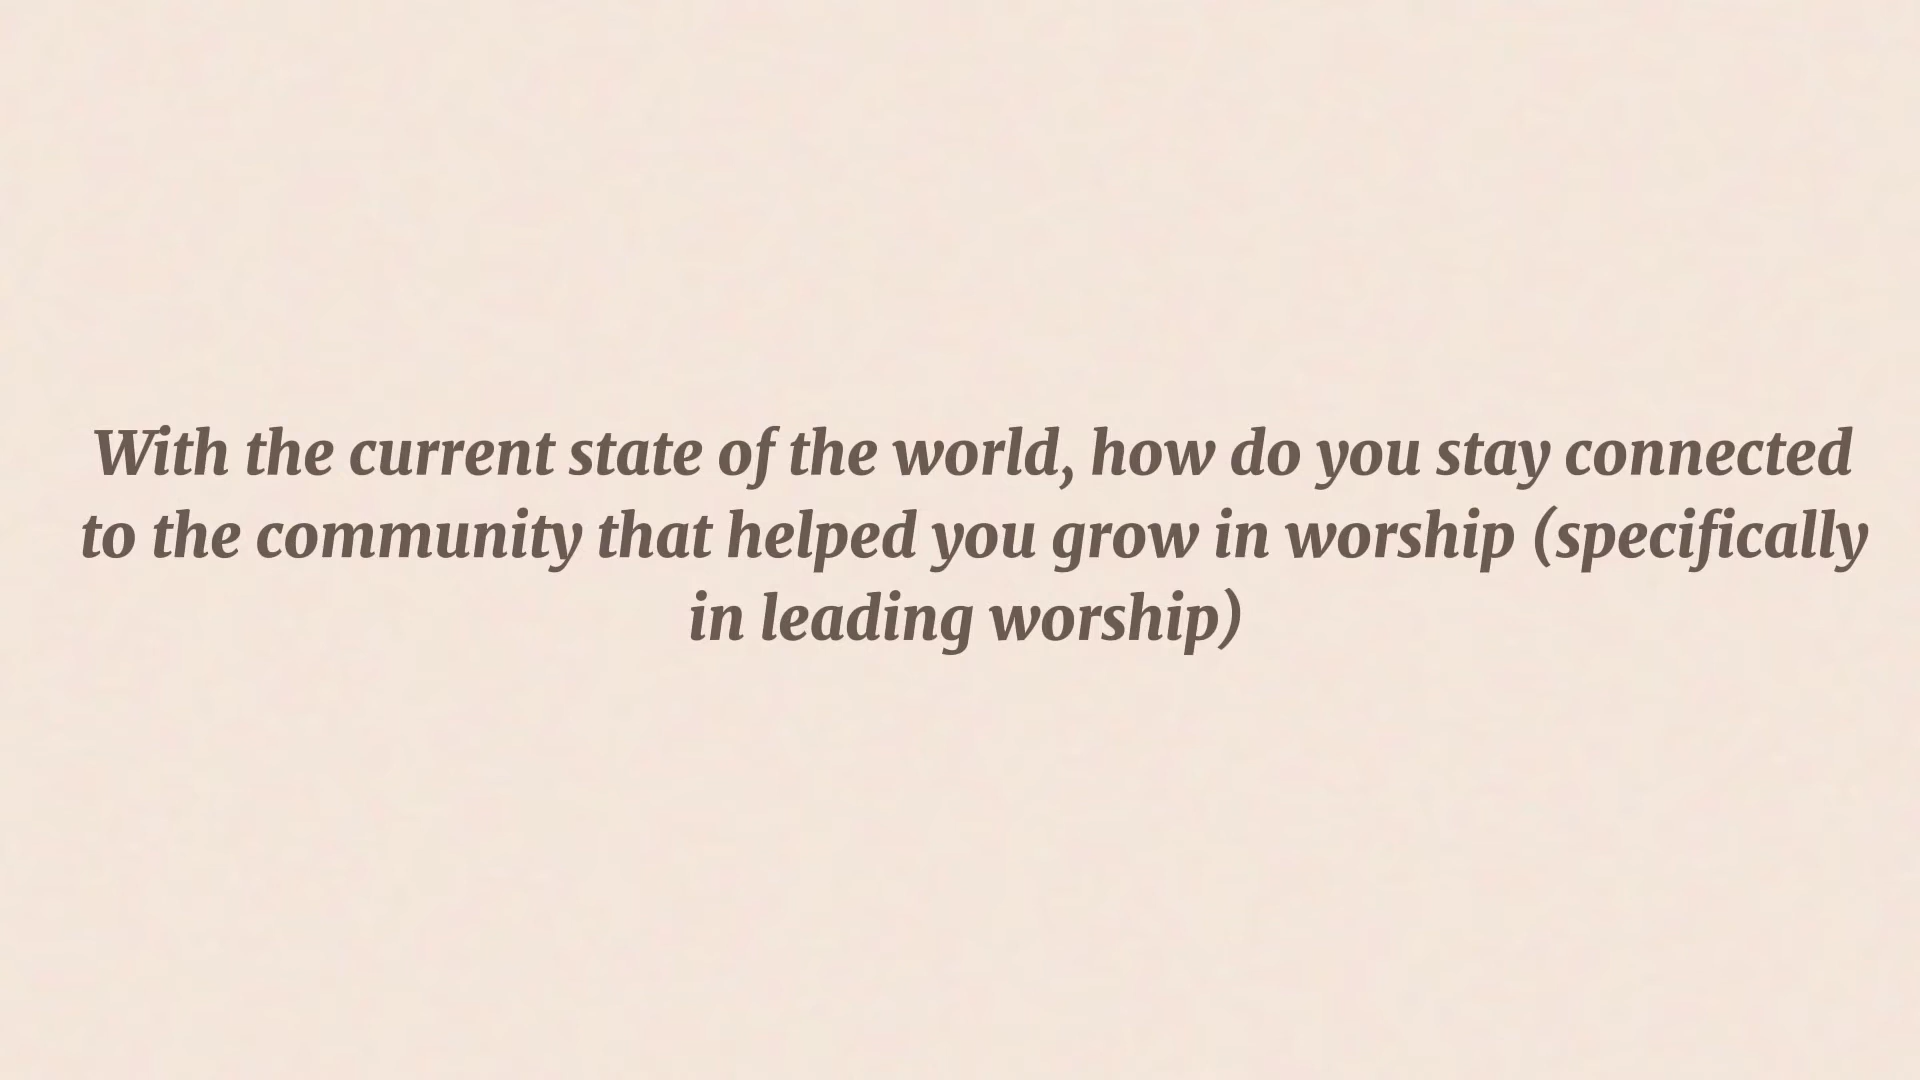 With the current state of the world, how do you stay connected
to the community that helped you grow in worship (specifically
in leading worship)